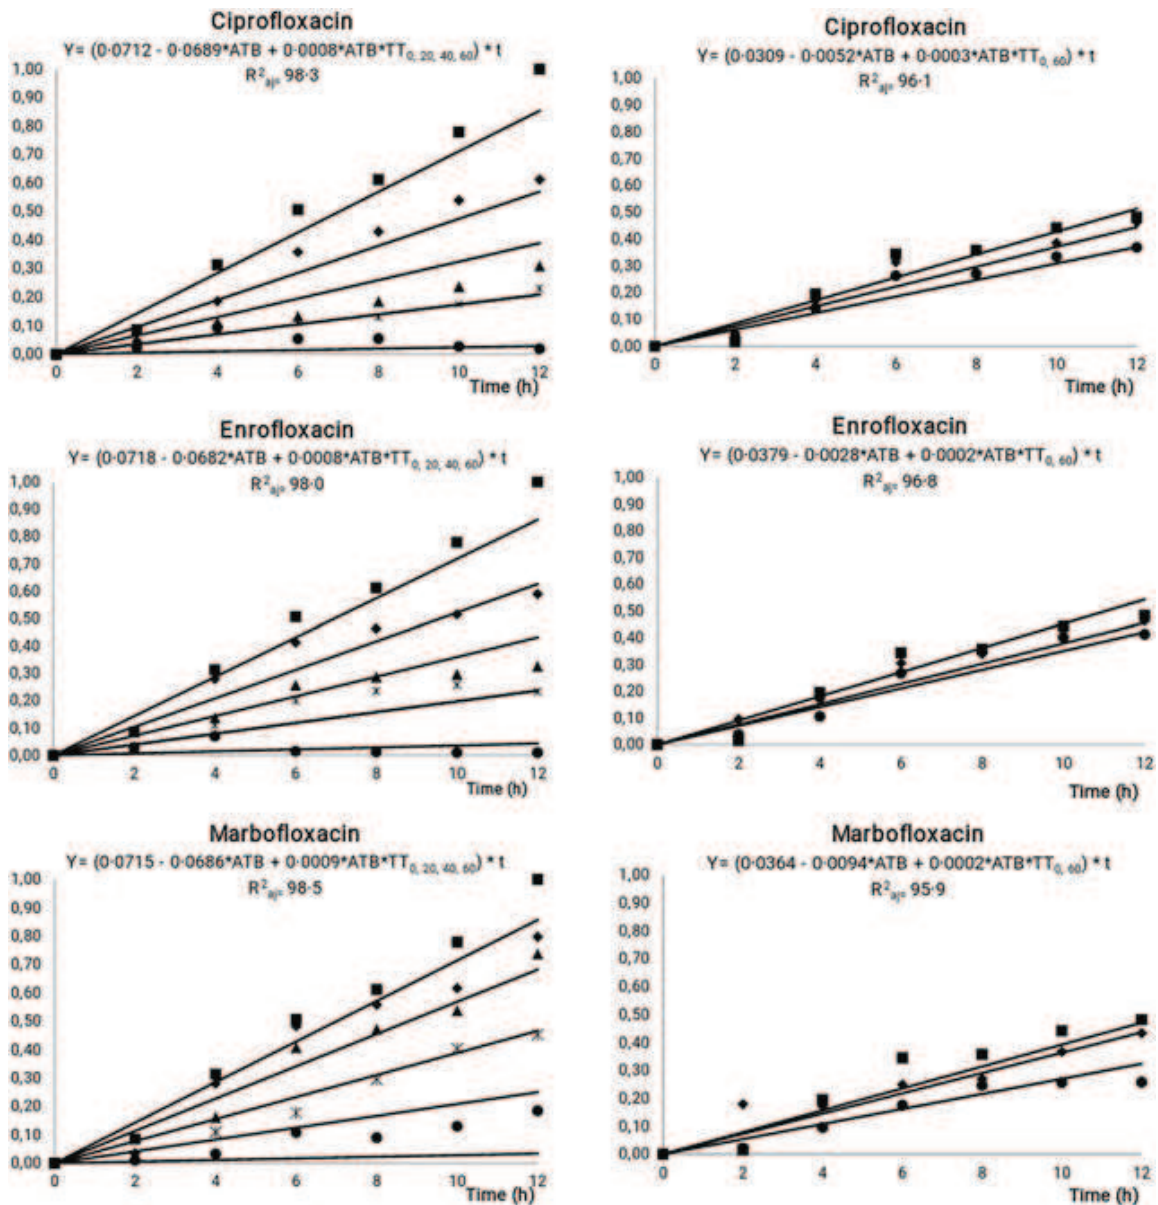 Ciprofloxacin
Y= (0·0712 - 0·0689*ATB + 0·0008*ATB*TT0, 20, 40, 60) * t
R²aj= 98·3
1,00
0,90
0,80
0,70
0,60
0,50
0,40
0,30
0,20
0,10
0,00
0 2 4 6 8 10 12
Time (h)
Ciprofloxacin
Y= (0·0309 - 0·0052*ATB + 0·0003*ATB*TT0, 60) * t
R²aj= 96·1
1,00
0,90
0,80
0,70
0,60
0,50
0,40
0,30
0,20
0,10
0,00
0 2 4 6 8 10 12
Time (h)
Enrofloxacin
Y= (0·0718 - 0·0682*ATB + 0·0008*ATB*TT0, 20, 40, 60) * t
R²aj= 98·0
1,00
0,90
0,80
0,70
0,60
0,50
0,40
0,30
0,20
0,10
0,00
0 2 4 6 8 10 12
Time (h)
Enrofloxacin
Y= (0·0379 - 0·0028*ATB + 0·0002*ATB*TT0, 60) * t
R²aj= 96·8
1,00
0,90
0,80
0,70
0,60
0,50
0,40
0,30
0,20
0,10
0,00
0 2 4 6 8 10 12
Time (h)
Marbofloxacin
Y= (0·0715 - 0·0686*ATB + 0·0009*ATB*TT0, 20, 40, 60) * t
R²aj= 98·5
1,00
0,90
0,80
0,70
0,60
0,50
0,40
0,30
0,20
0,10
0,00
0 2 4 6 8 10 12
Time (h)
Marbofloxacin
Y= (0·0364 - 0·0094*ATB + 0·0002*ATB*TT0, 60) * t
R²aj= 95·9
1,00
0,90
0,80
0,70
0,60
0,50
0,40
0,30
0,20
0,10
0,00
0 2 4 6 8 10 12
Time (h)